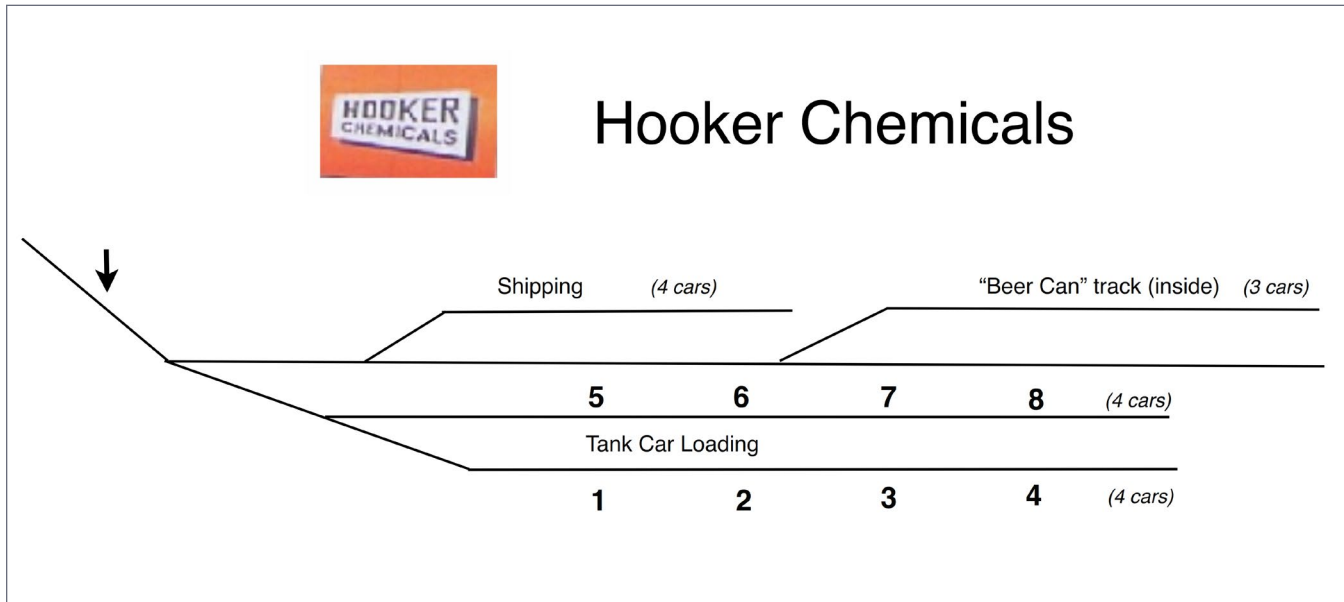 HOOKER
CHEMICALS
Hooker Chemicals
Shipping (4 cars) “Beer Can” track (inside) (3 cars)
5 6 7 8 (4 cars)
Tank Car Loading
1 2 3 4 (4 cars)